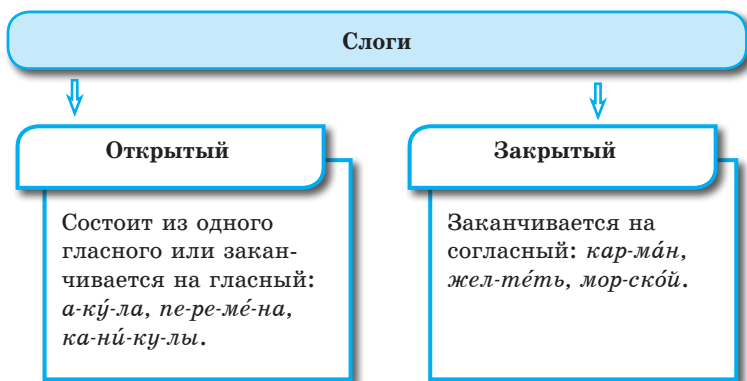 Слоги
Открытый
Состоит из одного
гласного или закан-
чивается на гласный:
а-ку́-ла, пе-ре-ме́-на,
ка-ни́-ку-лы.
Закрытый
Заканчивается на
согласный: кар-ма́н,
жел-те́ть, мор-ско́й.